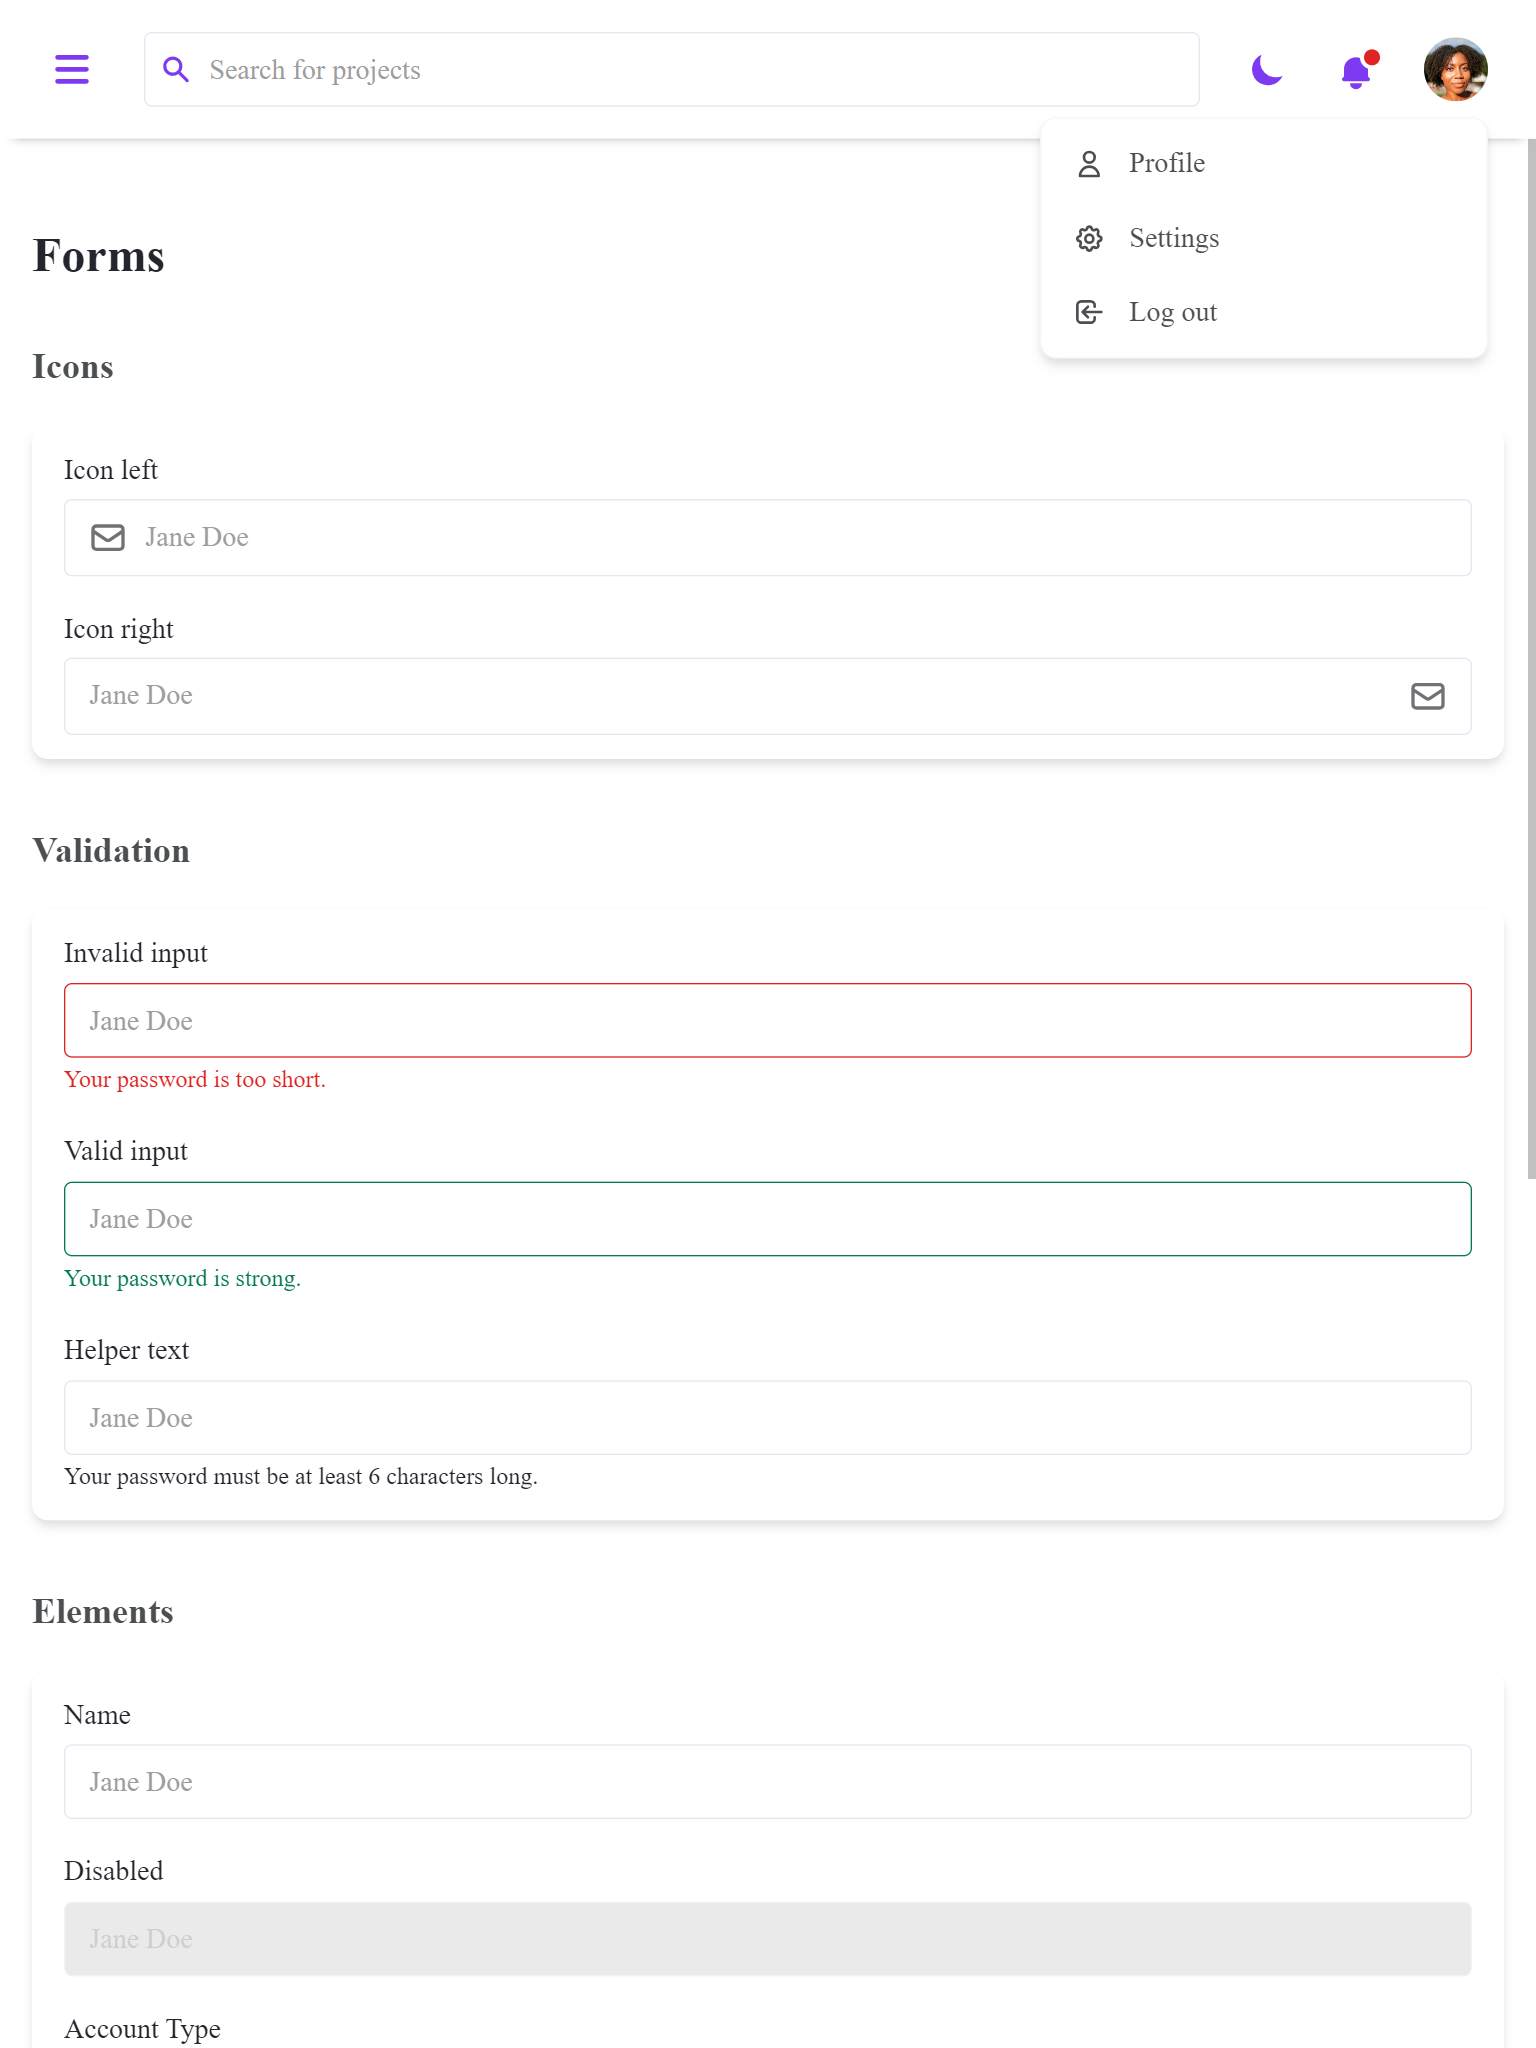 Search for projects
Profile
Settings
Log out
Forms
Icons
Icon left
Jane Doe
Icon right
Jane Doe
Validation
Invalid input
Jane Doe
Your password is too short.
Valid input
Jane Doe
Your password is strong.
Helper text
Jane Doe
Your password must be at least 6 characters long.
Elements
Name
Jane Doe
Disabled
Jane Doe
Account Type